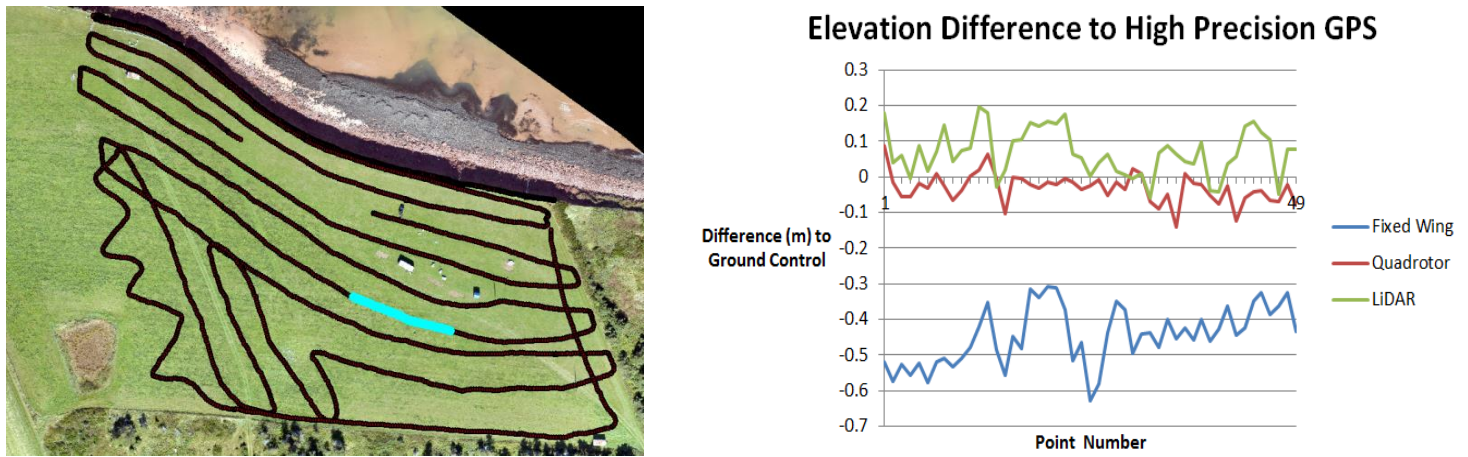 Elevation Difference to High Precision GPS
0.3
0.2
0.1
0
-0.1
-0.2
-0.3
-0.4
-0.5
-0.6
-0.7
1
49
Difference (m) to
Ground Control
Point Number
Fixed Wing
Quadrotor
LiDAR